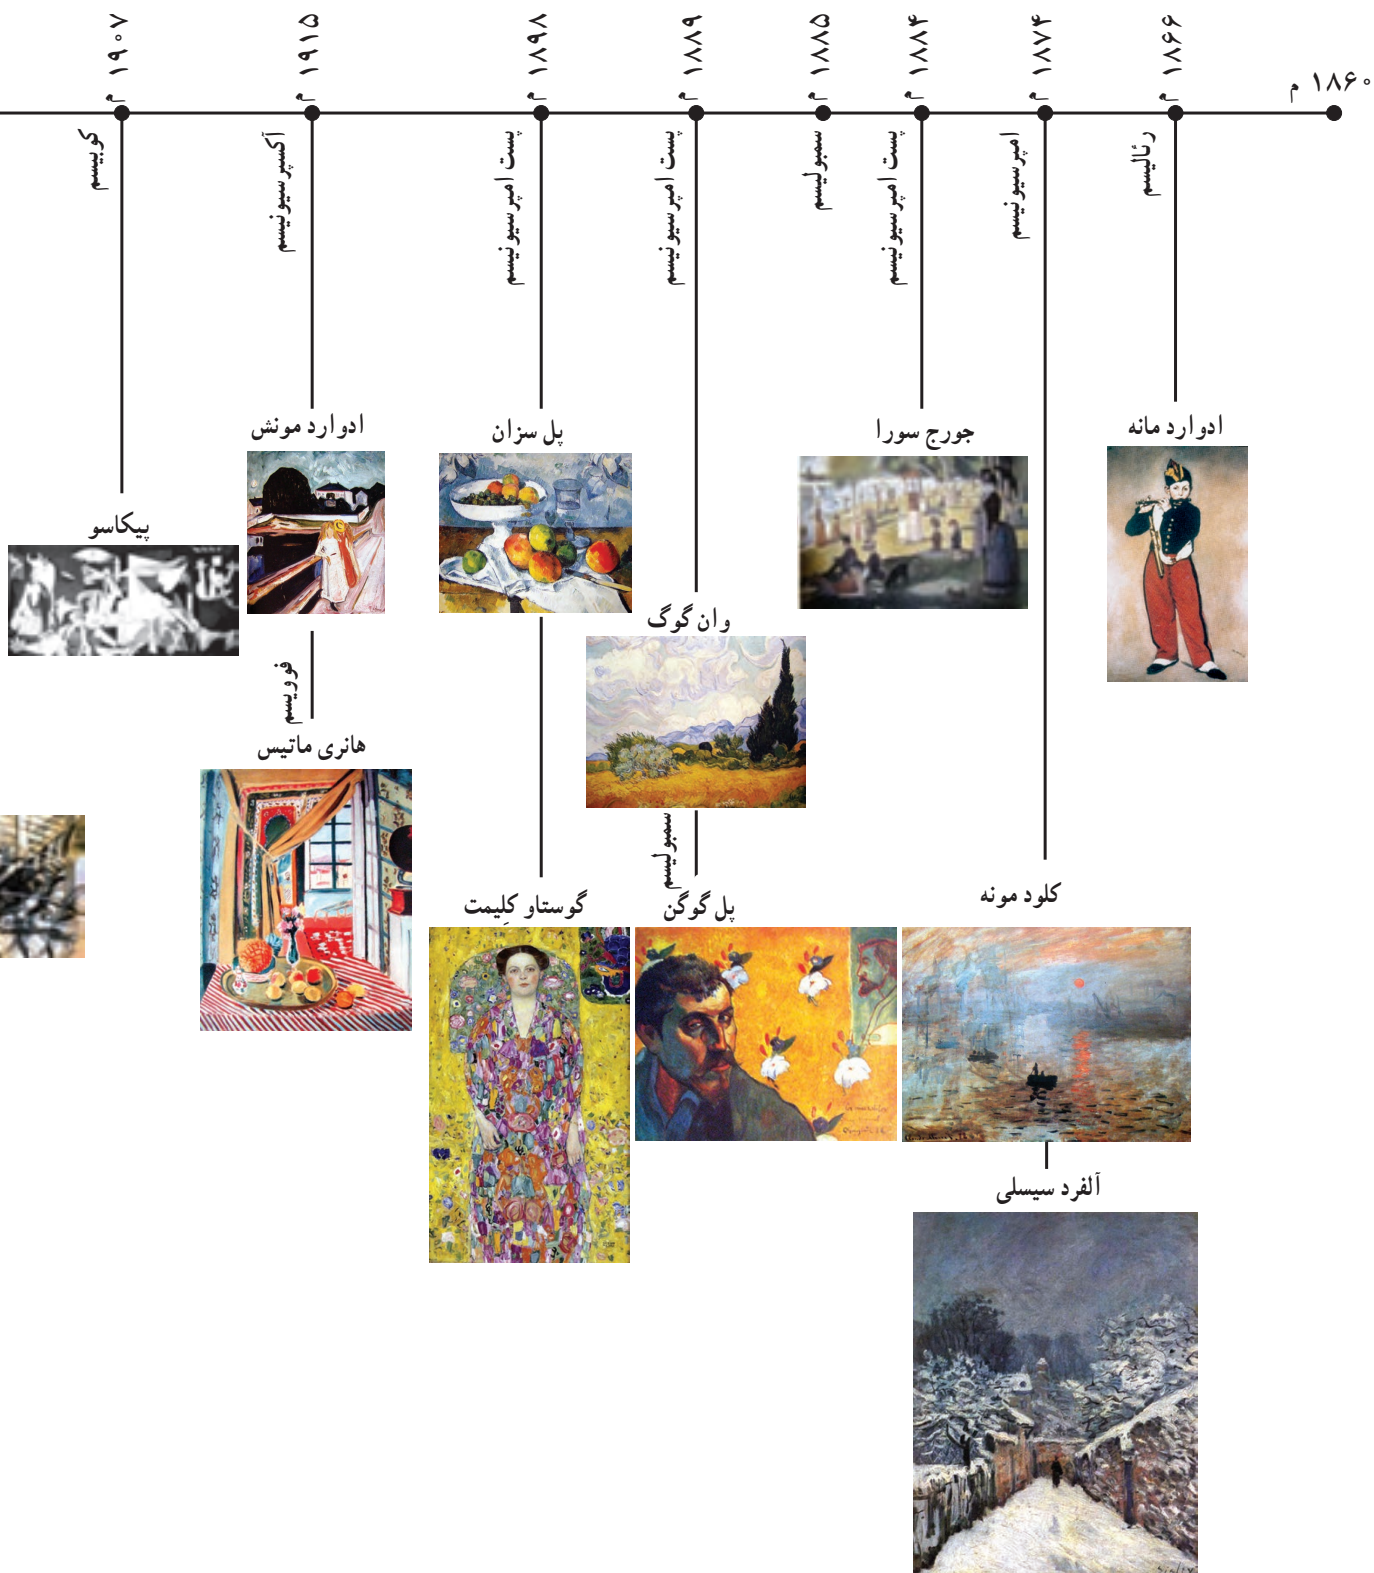 ۱۸۶۰ م
۱۸۶۶ م
۱۸۷۴ م
۱۸۸۴ م
۱۸۸۵ م
۱۸۸۹ م
۱۸۹۸ م
۱۹۱۵ م
۱۹۰۷ م
رئالیسم
امپرسیونیسم
پست امپرسیونیسم
سمبولیسم
پست امپرسیونیسم
پست امپرسیونیسم
آکسپرسیونیسم
کوبیسم
ادوارد مانه
جورج سورا
پل سزان
ادوارد مونش
پیکاسو
وان گوگ
فوویسم
هانری ماتیس
سمبولیسم
کلود مونه
پل گوگن
گوستاو کلِیمت
آلفرد سیسلی